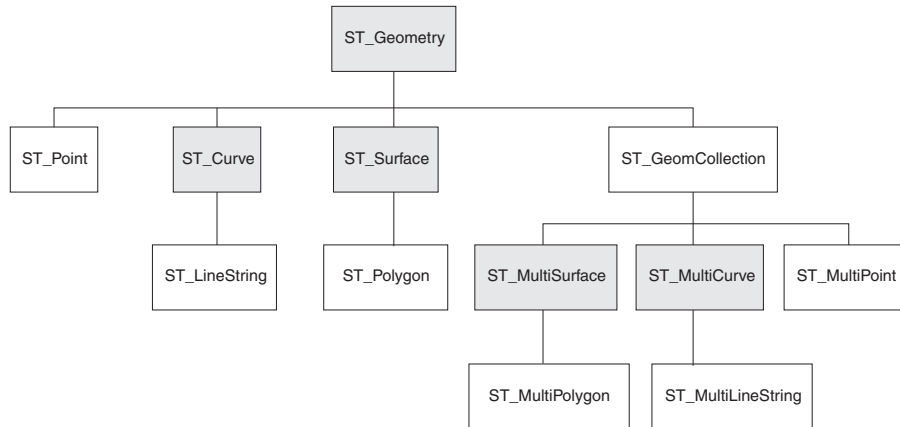 ST_Geometry
ST_Point
ST_Curve
ST_Surface
ST_GeomCollection
ST_LineString
ST_Polygon
ST_MultiSurface
ST_MultiCurve
ST_MultiPoint
ST_MultiPolygon
ST_MultiLineString